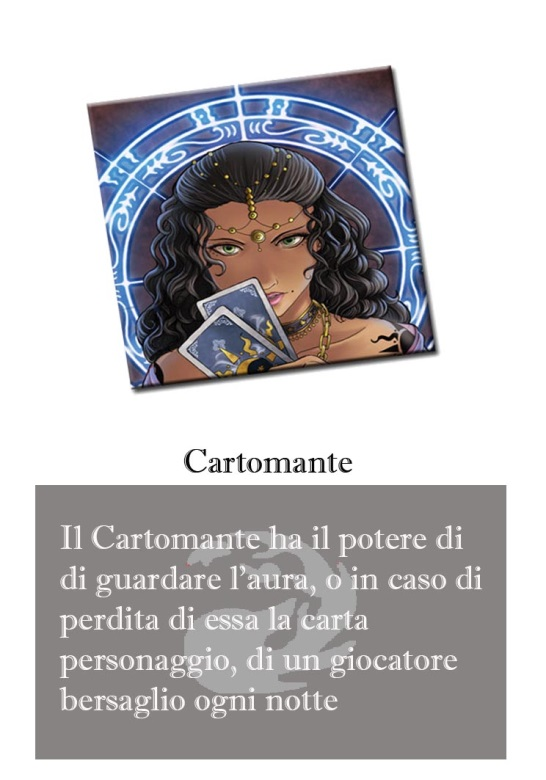 Cartomante
Il Cartomante ha il potere di
di guardare l'aura, o in caso di
perdita di essa la carta
personaggio, di un giocatore
bersaglio ogni notte